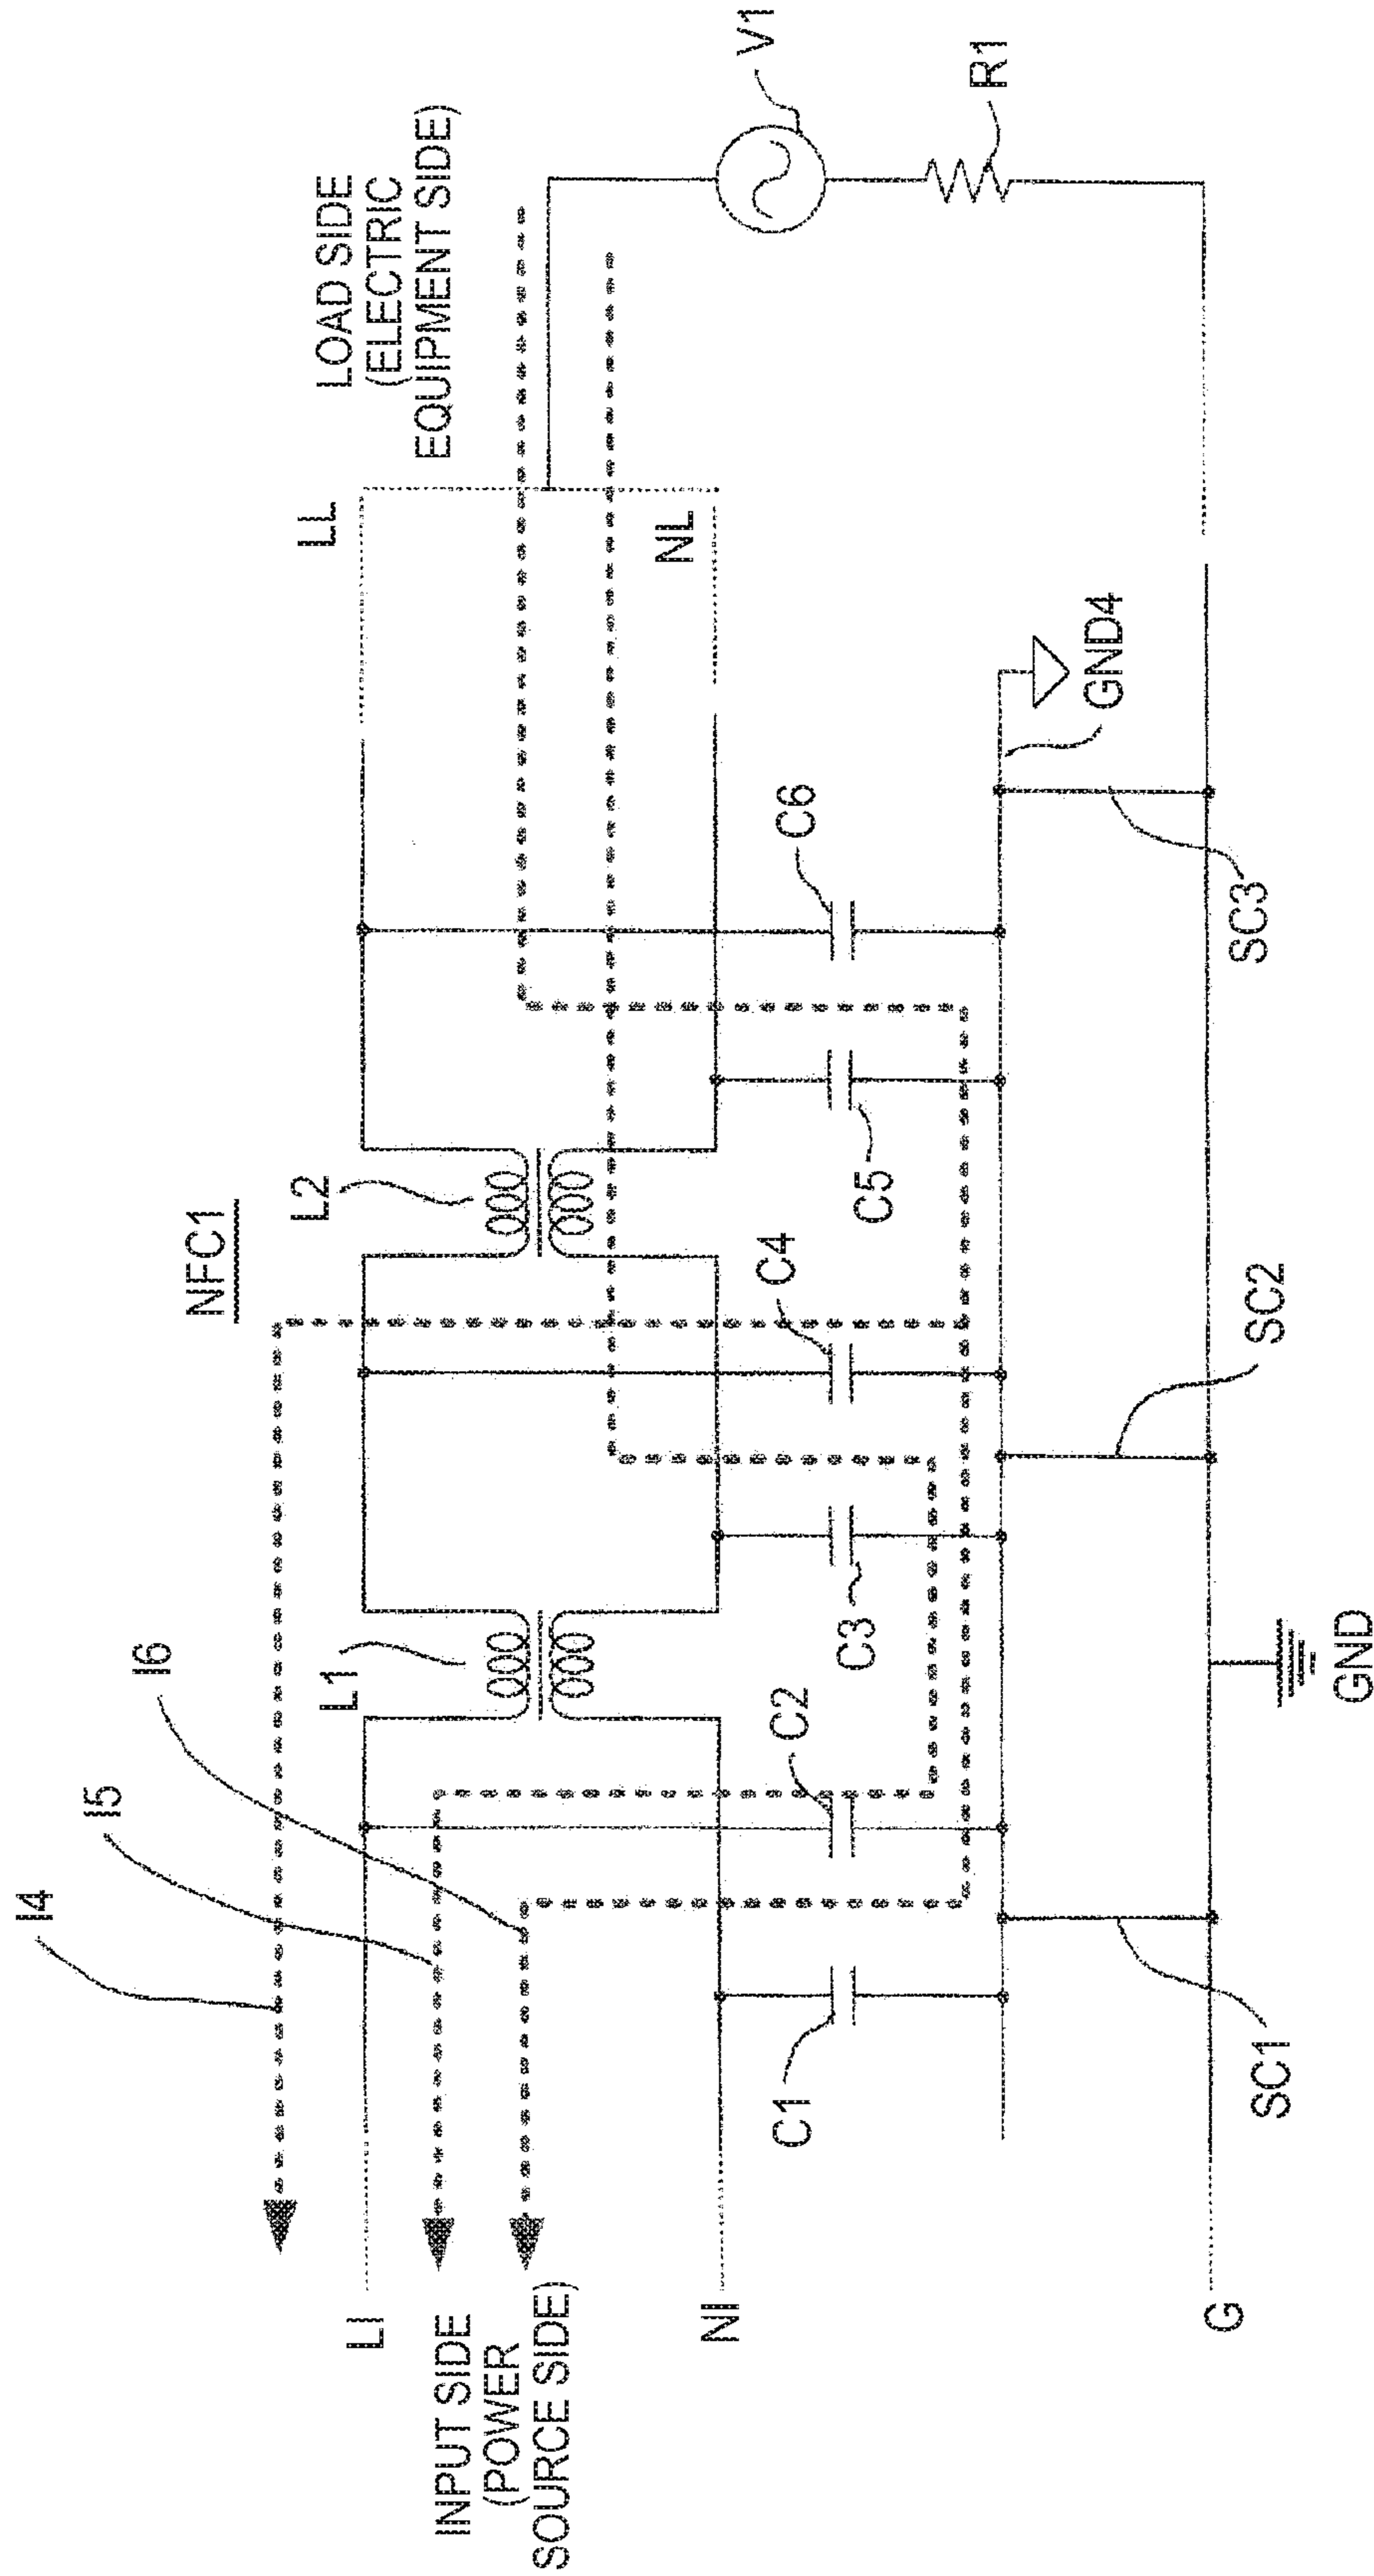 NFC1
I4
I5
I6
L1
L2
LL
LOAD SIDE
(ELECTRIC
EQUIPMENT SIDE)
LI
INPUT SIDE
(POWER
SOURCE SIDE)
NI
NL
V1
R1
C1
C2
C3
C4
C5
C6
GND4
SC1
SC2
SC3
G
GND